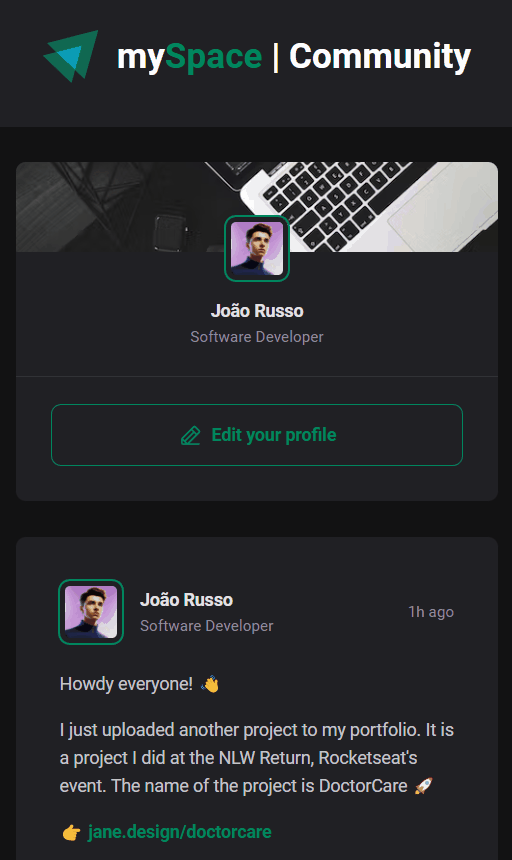 mySpace | Community
João Russo
Software Developer
Edit your profile
João Russo
Software Developer
1h ago
Howdy everyone! 👋
I just uploaded another project to my portfolio. It is
a project I did at the NLW Return, Rocketseat's
event. The name of the project is DoctorCare 🚀
👉 jane.design/doctorcare